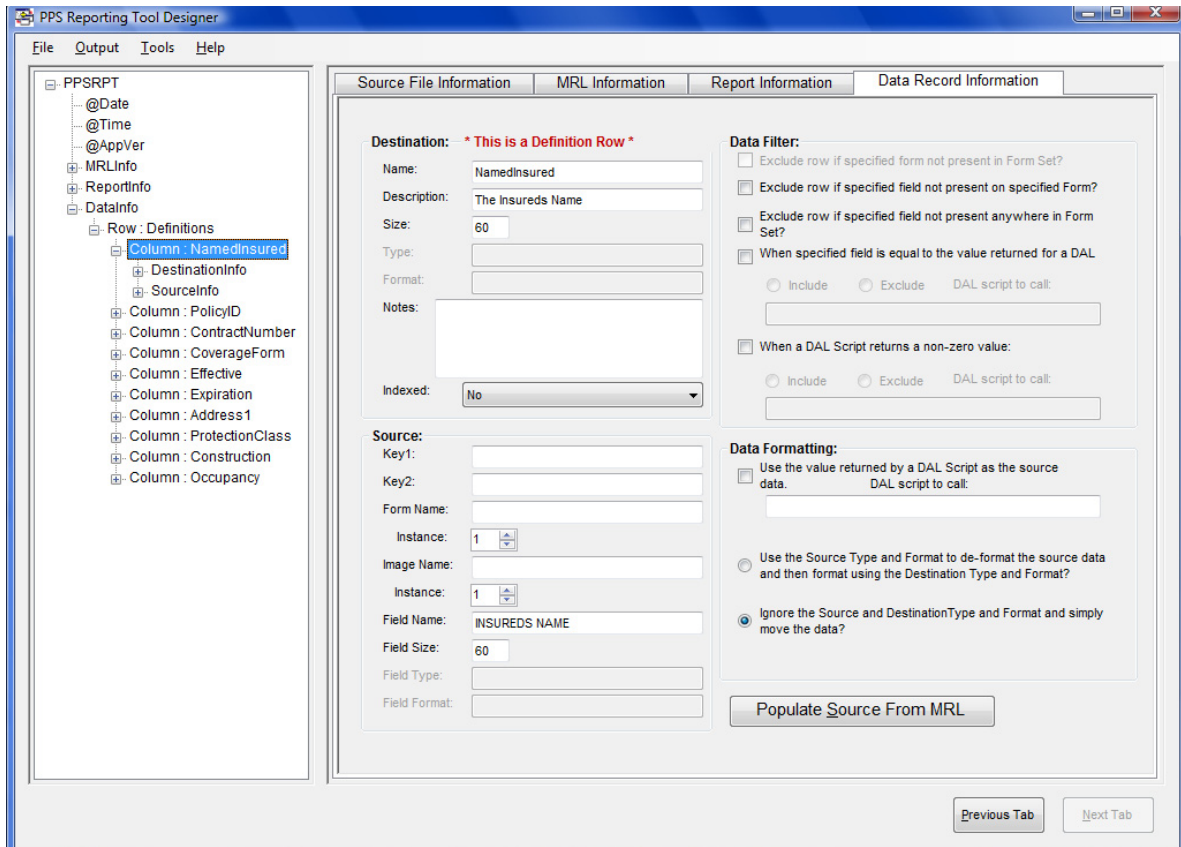 PPS Reporting Tool Designer
File Output Tools Help
PPSRPT
@Date
@Time
@AppVer
MRLInfo
ReportInfo
DataInfo
Row : Definitions
Column : NamedInsured
DestinationInfo
SourceInfo
Column : PolicyID
Column : ContractNumber
Column : CoverageForm
Column : Effective
Column : Expiration
Column : Address1
Column : ProtectionClass
Column : Construction
Column : Occupancy
Source File Information
MRL Information
Report Information
Data Record Information
Destination: * This is a Definition Row *
Name: NamedInsured
Description: The Insureds Name
Size: 60
Type:
Format:
Notes:
Indexed: No
Source:
Key1:
Key2:
Form Name:
Instance: 1
Image Name:
Instance: 1
Field Name: INSUREDS NAME
Field Size: 60
Field Type:
Field Format:
Data Filter:
Exclude row if specified form not present in Form Set?
Exclude row if specified field not present on specified Form?
Exclude row if specified field not present anywhere in Form
Set?
When specified field is equal to the value returned for a DAL
Include Exclude DAL script to call:
When a DAL Script returns a non-zero value:
Include Exclude DAL script to call:
Data Formatting:
Use the value returned by a DAL Script as the source
data. DAL script to call:
Use the Source Type and Format to de-format the source data
and then format using the Destination Type and Format?
Ignore the Source and DestinationType and Format and simply
move the data?
Populate Source From MRL
Previous Tab
Next Tab